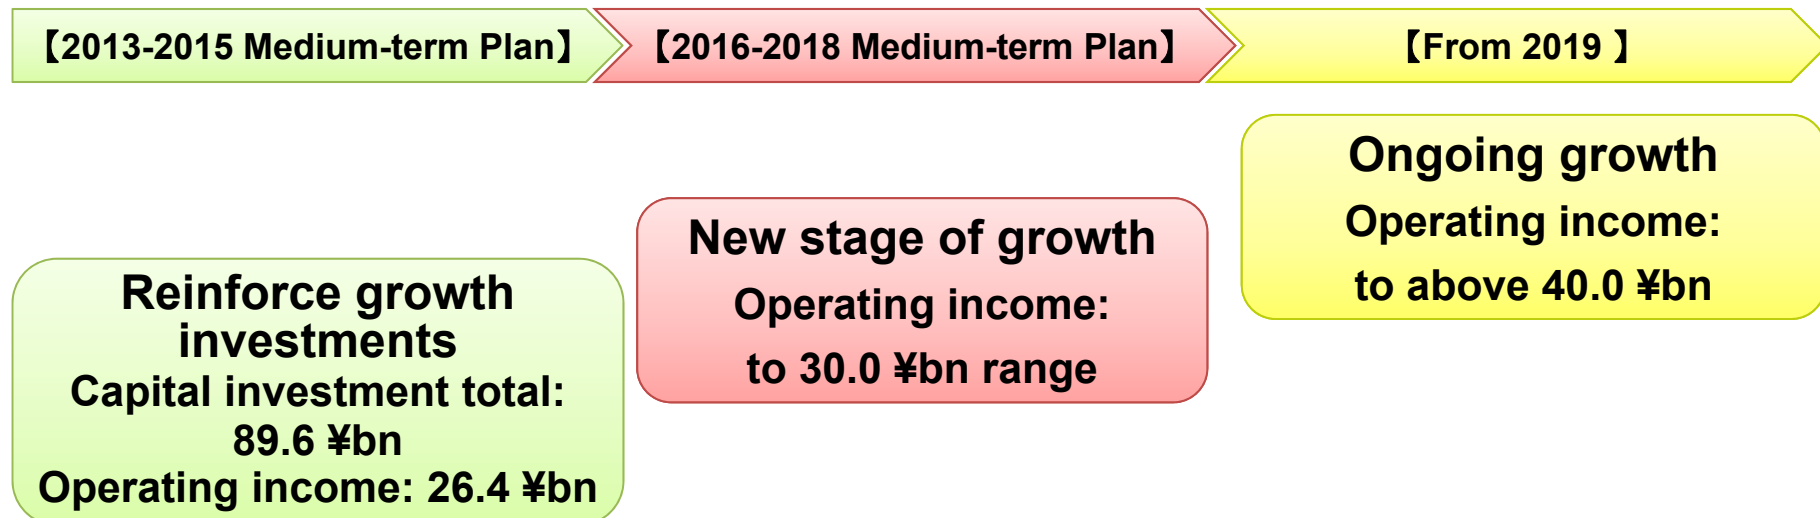 【2013-2015 Medium-term Plan】
【2016-2018 Medium-term Plan】
【From 2019 】
Reinforce growth
investments
Capital investment total:
89.6 ¥bn
Operating income: 26.4 ¥bn
New stage of growth
Operating income:
to 30.0 ¥bn range
Ongoing growth
Operating income:
to above 40.0 ¥bn